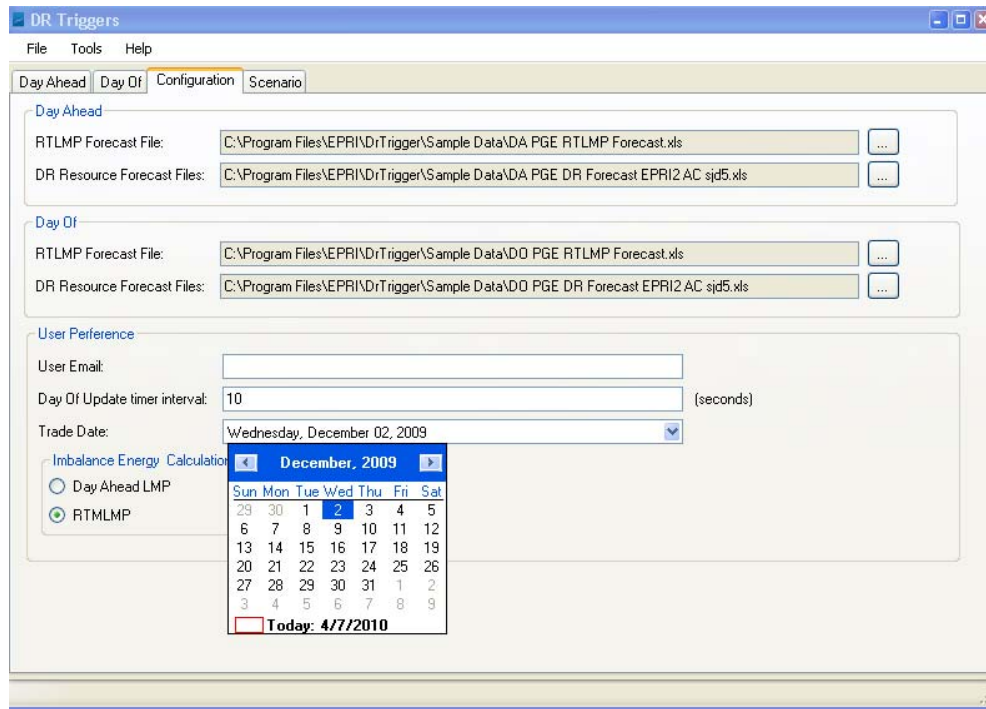 DR Triggers
File Tools Help
Day Ahead Day Of Configuration Scenario
Day Ahead
RTLMP Forecast File: C:\Program Files\EPRI\DrTrigger\Sample Data\DA PGE RTLMP Forecast.xls ...
DR Resource Forecast Files: C:\Program Files\EPRI\DrTrigger\Sample Data\DA PGE DR Forecast EPRI2 AC sjd5.xls ...
Day Of
RTLMP Forecast File: C:\Program Files\EPRI\DrTrigger\Sample Data\DO PGE RTLMP Forecast.xls ...
DR Resource Forecast Files: C:\Program Files\EPRI\DrTrigger\Sample Data\DO PGE DR Forecast EPRI2 AC sjd5.xls ...
User Perference
User Email:
Day Of Update timer interval: 10 (seconds)
Trade Date: Wednesday, December 02, 2009
Imbalance Energy Calculation
Day Ahead LMP
RTMLMP
December, 2009
Sun Mon Tue Wed Thu Fri Sat
29 30 1 2 3 4 5
6 7 8 9 10 11 12
13 14 15 16 17 18 19
20 21 22 23 24 25 26
27 28 29 30 31 1 2
3 4 5 6 7 8 9
Today: 4/7/2010